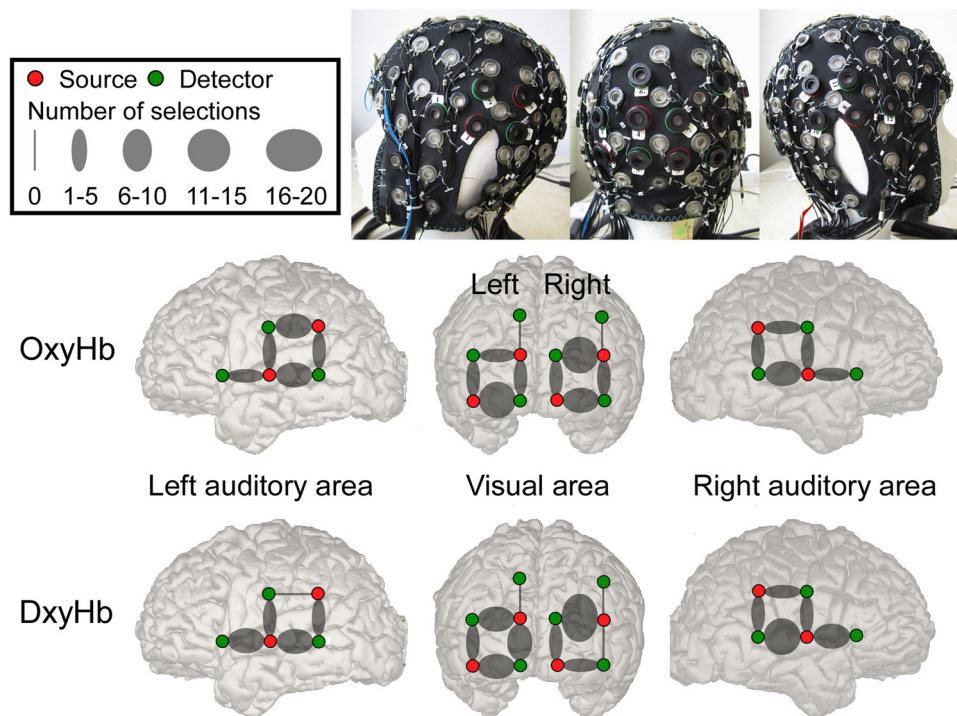 Source Detector
Number of selections
0 1-5 6-10 11-15 16-20
Left Right
OxyHb
Left auditory area Visual area Right auditory area
DxyHb